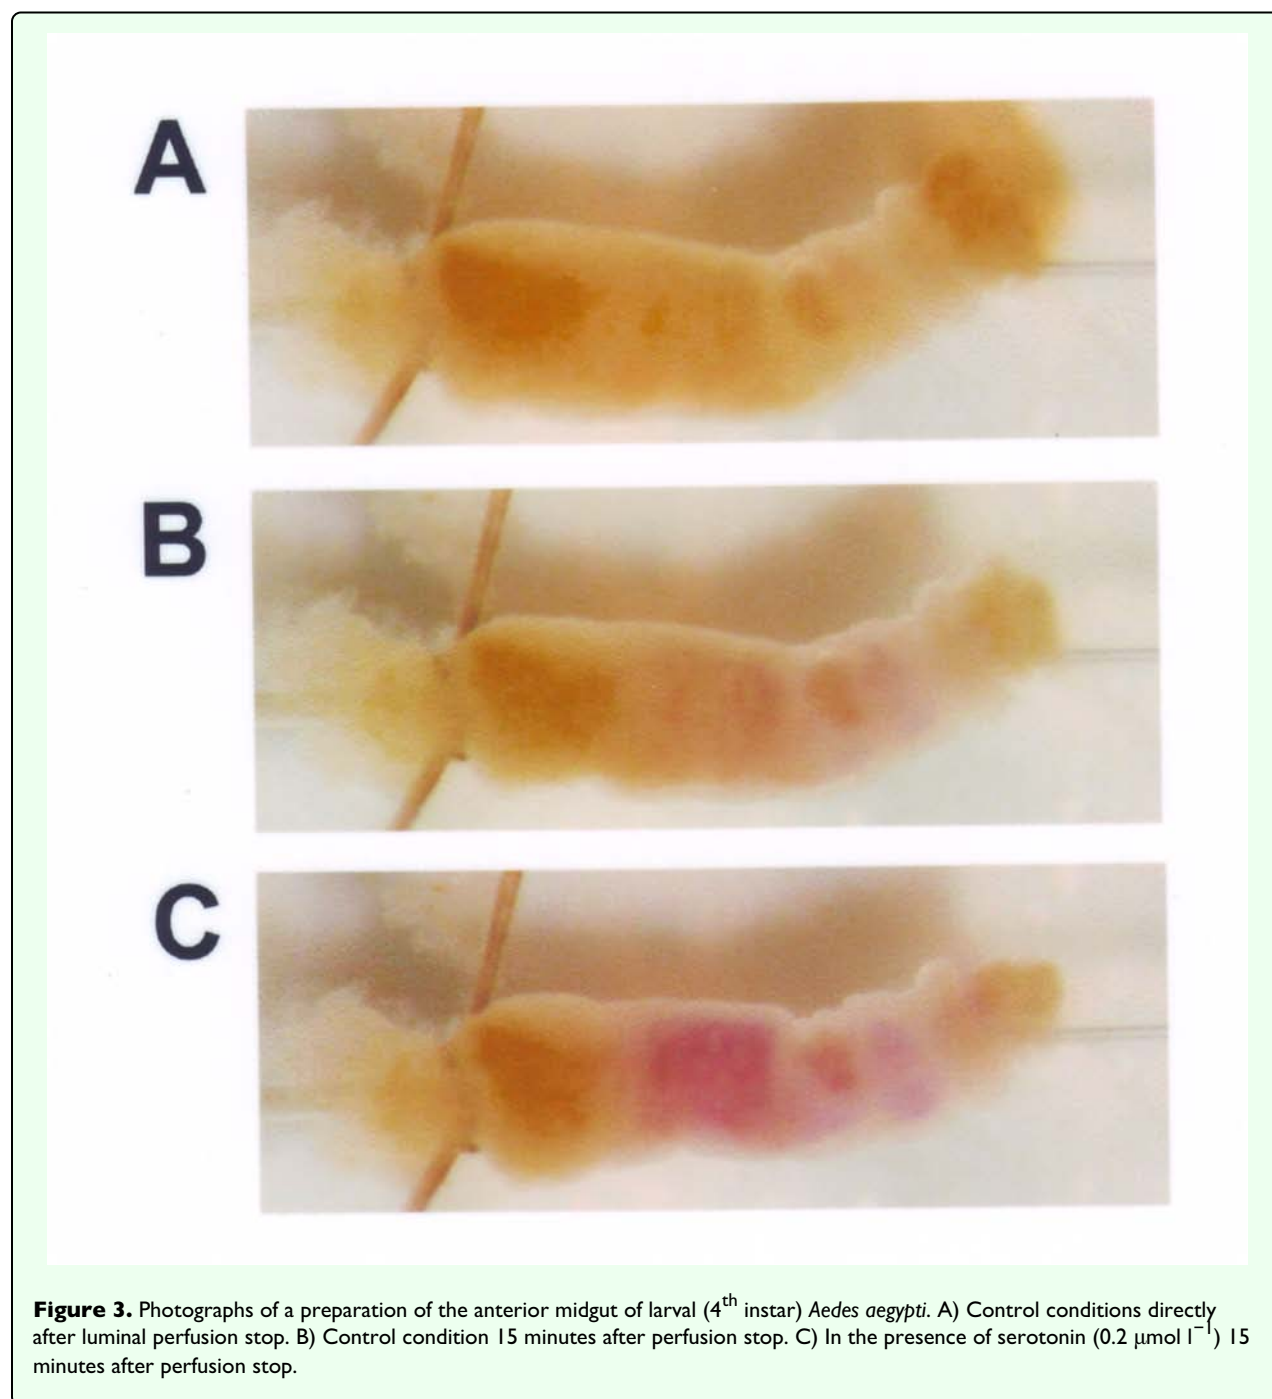 A
B
C
Figure 3. Photographs of a preparation of the anterior midgut of larval (4th instar) Aedes aegypti. A) Control conditions directly
after luminal perfusion stop. B) Control condition 15 minutes after perfusion stop. C) In the presence of serotonin (0.2 μmol l−1) 15
minutes after perfusion stop.